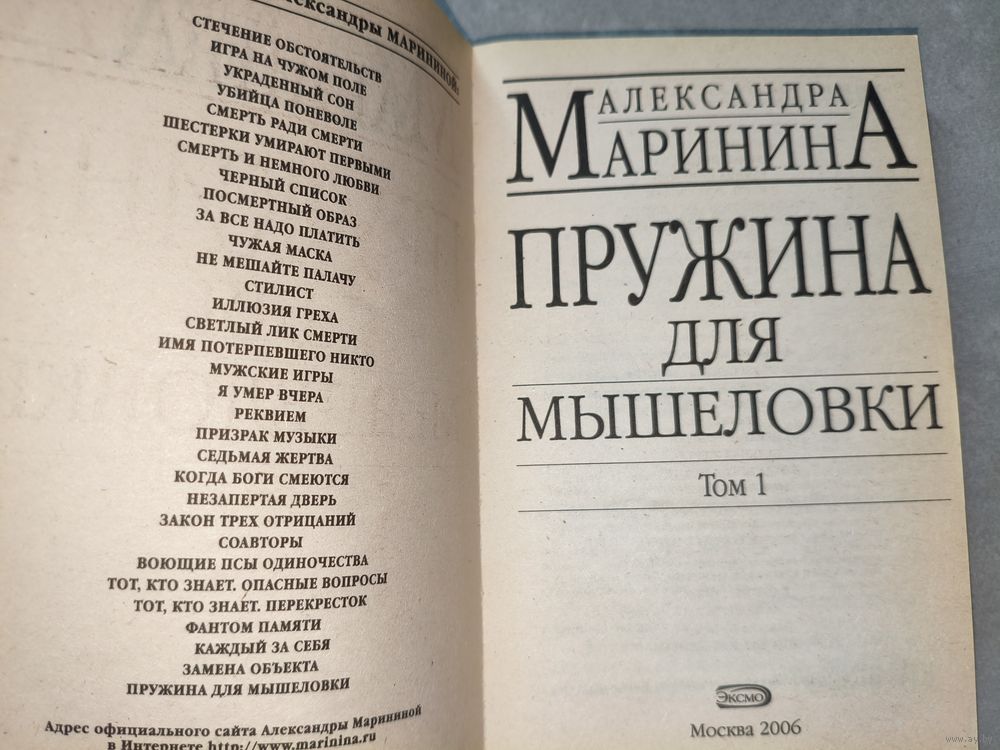 Александры МАРИНИНОЙ:
СТЕЧЕНИЕ ОБСТОЯТЕЛЬСТВ
ИГРА НА ЧУЖОМ ПОЛЕ
УКРАДЕННЫЙ СОН
УБИЙЦА ПОНЕВОЛЕ
СМЕРТЬ РАДИ СМЕРТИ
ШЕСТЕРКИ УМИРАЮТ ПЕРВЫМИ
СМЕРТЬ И НЕМНОГО ЛЮБВИ
ЧЕРНЫЙ СПИСОК
ПОСМЕРТНЫЙ ОБРАЗ
ЗА ВСЕ НАДО ПЛАТИТЬ
ЧУЖАЯ МАСКА
НЕ МЕШАЙТЕ ПАЛАЧУ
СТИЛИСТ
ИЛЛЮЗИЯ ГРЕХА
СВЕТЛЫЙ ЛИК СМЕРТИ
ИМЯ ПОТЕРПЕВШЕГО НИКТО
МУЖСКИЕ ИГРЫ
Я УМЕР ВЧЕРА
РЕКВИЕМ
ПРИЗРАК МУЗЫКИ
СЕДЬМАЯ ЖЕРТВА
КОГДА БОГИ СМЕЮТСЯ
НЕЗАПЕРТАЯ ДВЕРЬ
ЗАКОН ТРЕХ ОТРИЦАНИЙ
СОАВТОРЫ
ВОЮЩИЕ ПСЫ ОДИНОЧЕСТВА
ТОТ, КТО ЗНАЕТ. ОПАСНЫЕ ВОПРОСЫ
ТОТ, КТО ЗНАЕТ. ПЕРЕКРЕСТОК
ФАНТОМ ПАМЯТИ
КАЖДЫЙ ЗА СЕБЯ
ЗАМЕНА ОБЪЕКТА
ПРУЖИНА ДЛЯ МЫШЕЛОВКИ
Адрес официального сайта Александры Марининой
в Интернете http://www.marinina.ru
АЛЕКСАНДРА
МАРИНИНА
ПРУЖИНА
ДЛЯ
МЫШЕЛОВКИ
Том 1
ЭКСМО
Москва 2006
www.ay.by